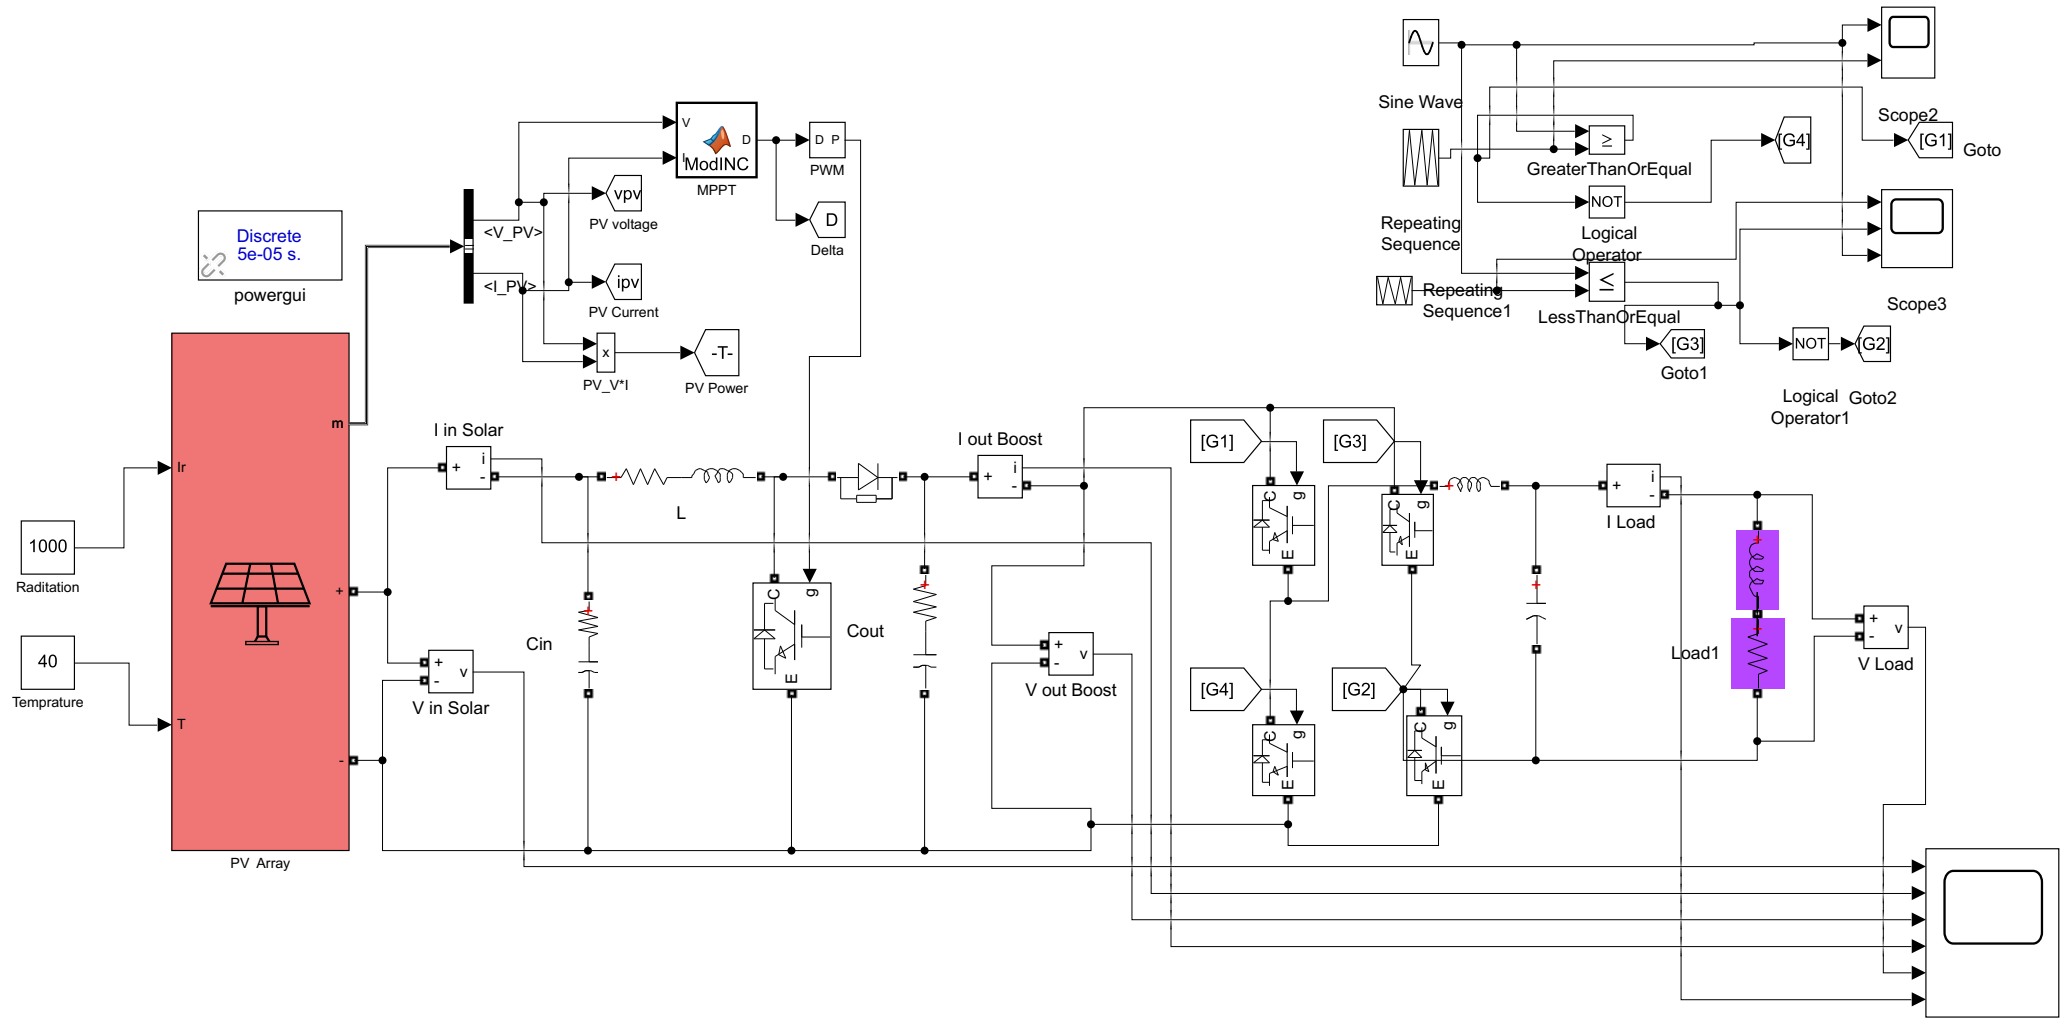 Sine Wave
Scope2
[G1]
Goto
[G4]
≥
GreaterThanOrEqual
NOT
Logical
Operator
Repeating
Sequence
Repeating
Sequence1
≤
LessThanOrEqual
Scope3
[G3]
Goto1
NOT
[G2]
Logical
Operator1
Goto2
V
I
D
ModINC
MPPT
D P
PWM
D
Delta
vpv
PV voltage
<V_PV>
ipv
PV Current
<I_PV>
x
PV_V*I
-T-
PV Power
Discrete
5e-05 s.
powergui
m
Ir
T
+
-
PV Array
1000
Raditation
40
Temprature
I in Solar
+
i
-
V in Solar
+
-
v
L
Cin
C
g
E
Cout
I out Boost
+
i
-
V out Boost
+
-
v
[G1]
C
g
E
[G3]
C
g
E
[G4]
C
g
E
[G2]
C
g
E
+
i
-
I Load
Load1
+
-
v
V Load